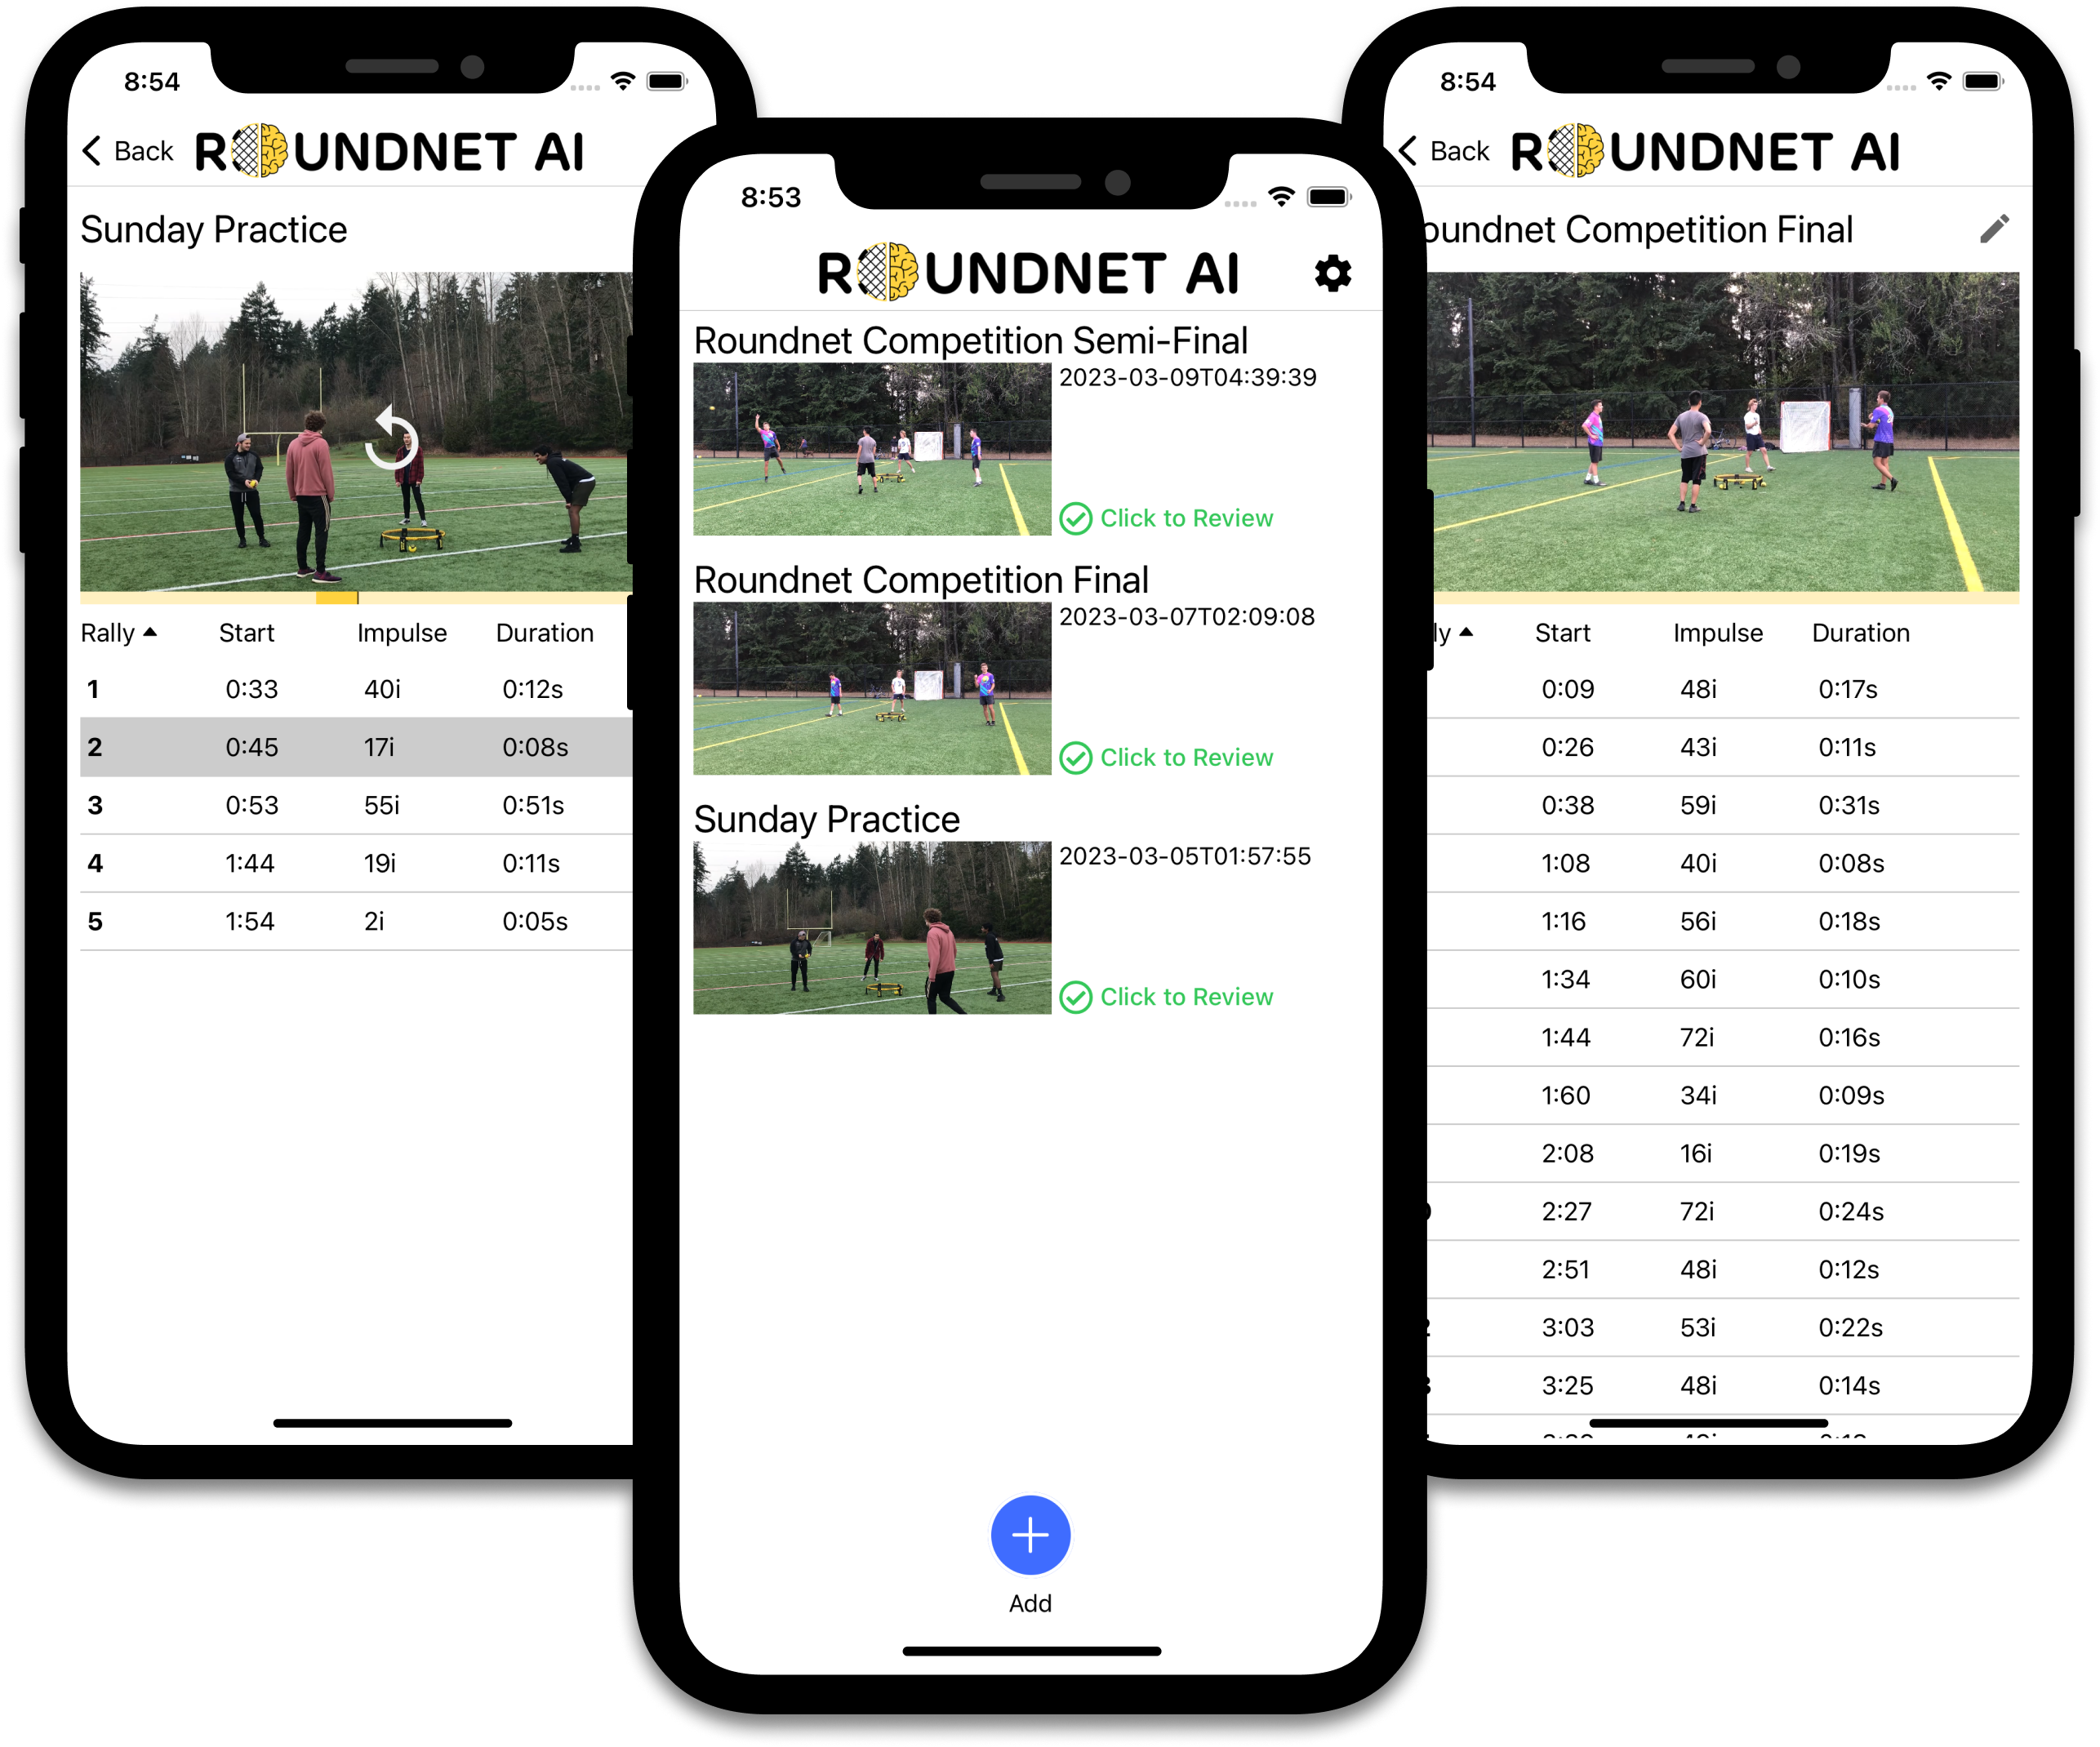 8:54
Back
ROUNDNET AI
Sunday Practice
Rally Start Impulse Duration
1 0:33 40i 0:12s
2 0:45 17i 0:08s
3 0:53 55i 0:51s
4 1:44 19i 0:11s
5 1:54 2i 0:05s
8:53
ROUNDNET AI
Roundnet Competition Semi-Final
2023-03-09T04:39:39
Click to Review
Roundnet Competition Final
2023-03-07T02:09:08
Click to Review
Sunday Practice
2023-03-05T01:57:55
Click to Review
Add
8:54
Back
ROUNDNET AI
oundnet Competition Final
ly Start Impulse Duration
0:09 48i 0:17s
0:26 43i 0:11s
0:38 59i 0:31s
1:08 40i 0:08s
1:16 56i 0:18s
1:34 60i 0:10s
1:44 72i 0:16s
1:60 34i 0:09s
2:08 16i 0:19s
2:27 72i 0:24s
2:51 48i 0:12s
3:03 53i 0:22s
3:25 48i 0:14s